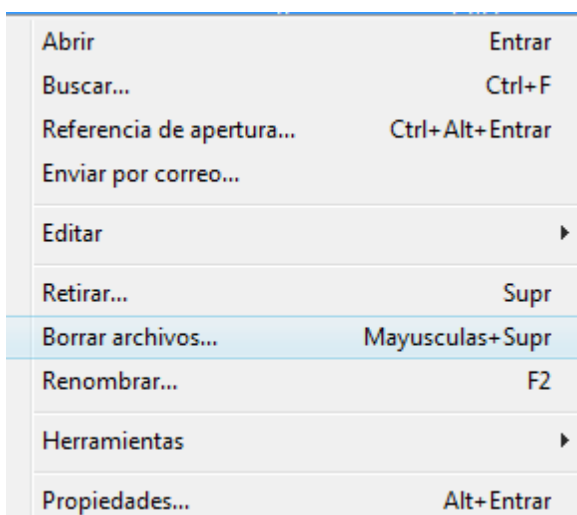 Abrir Entrar
Buscar... Ctrl+F
Referencia de apertura... Ctrl+Alt+Entrar
Enviar por correo...
Editar
Retirar... Supr
Borrar archivos... Mayusculas+Supr
Renombrar... F2
Herramientas
Propiedades... Alt+Entrar